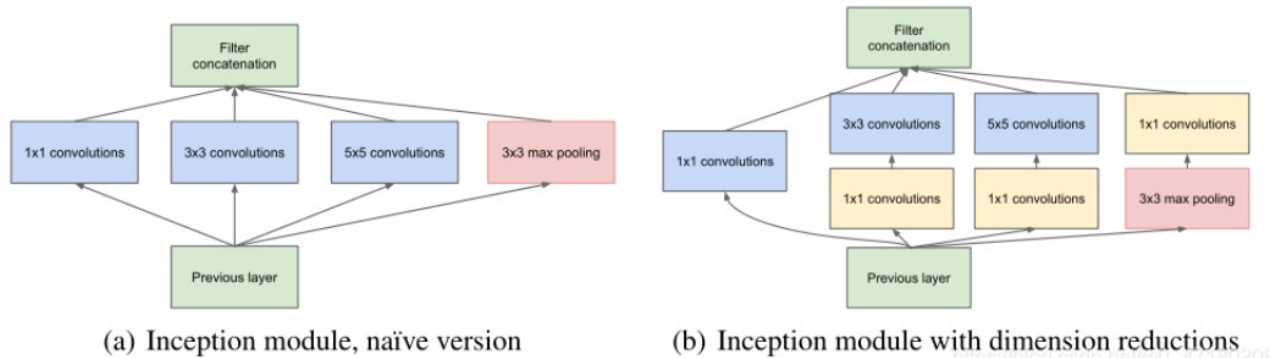 Filter
concatenation
1x1 convolutions
3x3 convolutions
5x5 convolutions
3x3 max pooling
Previous layer
(a) Inception module, naïve version
Filter
concatenation
3x3 convolutions
5x5 convolutions
1x1 convolutions
1x1 convolutions
1x1 convolutions
1x1 convolutions
3x3 max pooling
Previous layer
(b) Inception module with dimension reductions